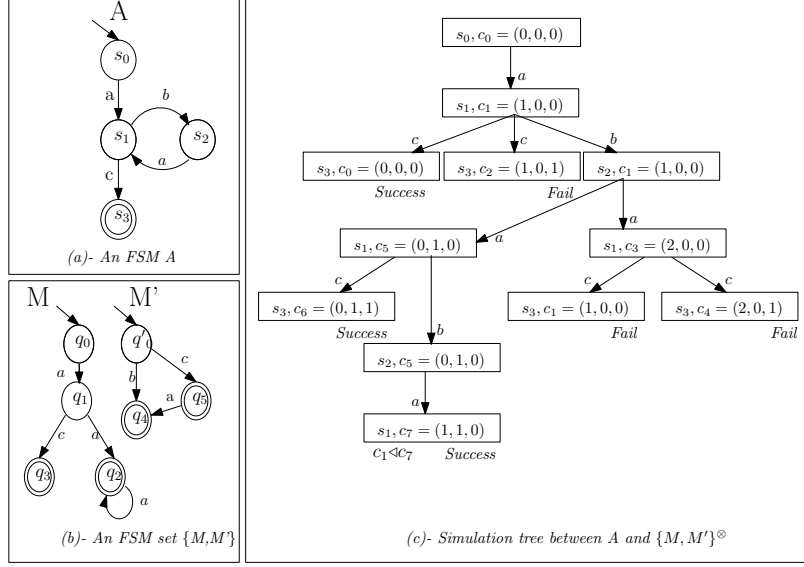 A
s0
a
b
s1
s2
a
c
s3
(a)- An FSM A
M
M'
q0
q'0
a
b
c
q1
q4
a
q5
c
a
q3
q2
a
(b)- An FSM set {M,M'}
s0, c0 = (0, 0, 0)
a
s1, c1 = (1, 0, 0)
c
c
b
s3, c0 = (0, 0, 0)
s3, c2 = (1, 0, 1)
s2, c1 = (1, 0, 0)
Success
Fail
a
a
s1, c5 = (0, 1, 0)
s1, c3 = (2, 0, 0)
c
c
c
s3, c6 = (0, 1, 1)
s3, c1 = (1, 0, 0)
s3, c4 = (2, 0, 1)
Success
b
Fail
Fail
s2, c5 = (0, 1, 0)
a
s1, c7 = (1, 1, 0)
c1⊲c7 Success
(c)- Simulation tree between A and {M, M′}⊗